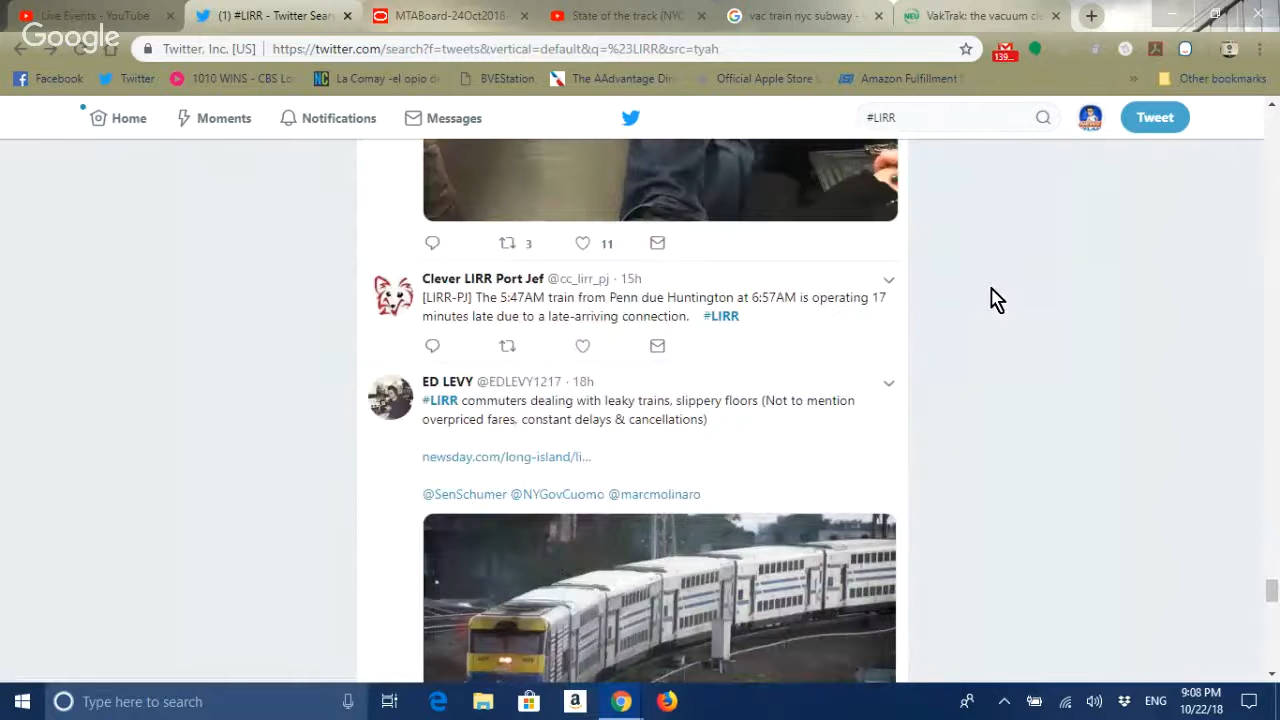 Live Events - YouTube
(1) #LIRR - Twitter Sear
MTABoard-24Oct2018-
State of the track (NYC
vac train nyc subway - G
VakTrak: the vacuum cle
Google
Twitter, Inc. [US] | https://twitter.com/search?f=tweets&vertical=default&q=%23LIRR&src=tyah
139...
Facebook
Twitter
1010 WINS - CBS Lo
La Comay -el opio de
BVEStation
The AAdvantage Din
Official Apple Store
Amazon Fulfillment
»
Other bookmarks
Home
Moments
Notifications
Messages
#LIRR
Tweet
3
11
Clever LIRR Port Jef @cc_lirr_pj · 15h
[LIRR-PJ] The 5:47AM train from Penn due Huntington at 6:57AM is operating 17
minutes late due to a late-arriving connection. #LIRR
ED LEVY @EDLEVY1217 · 18h
#LIRR commuters dealing with leaky trains, slippery floors (Not to mention
overpriced fares, constant delays & cancellations)
newsday.com/long-island/li...
@SenSchumer @NYGovCuomo @marcmolinaro
Type here to search
ENG
9:08 PM
10/22/18